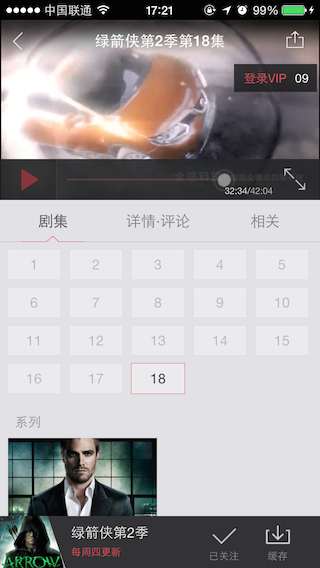 中国联通
17:21
99%
绿箭侠第2季第18集
登录VIP 09
32:34/42:04
剧集
详情·评论
相关
1 2 3 4 5
6 7 8 9 10
11 12 13 14 15
16 17 18
系列
ARROW
绿箭侠第2季
每周四更新
已关注
缓存